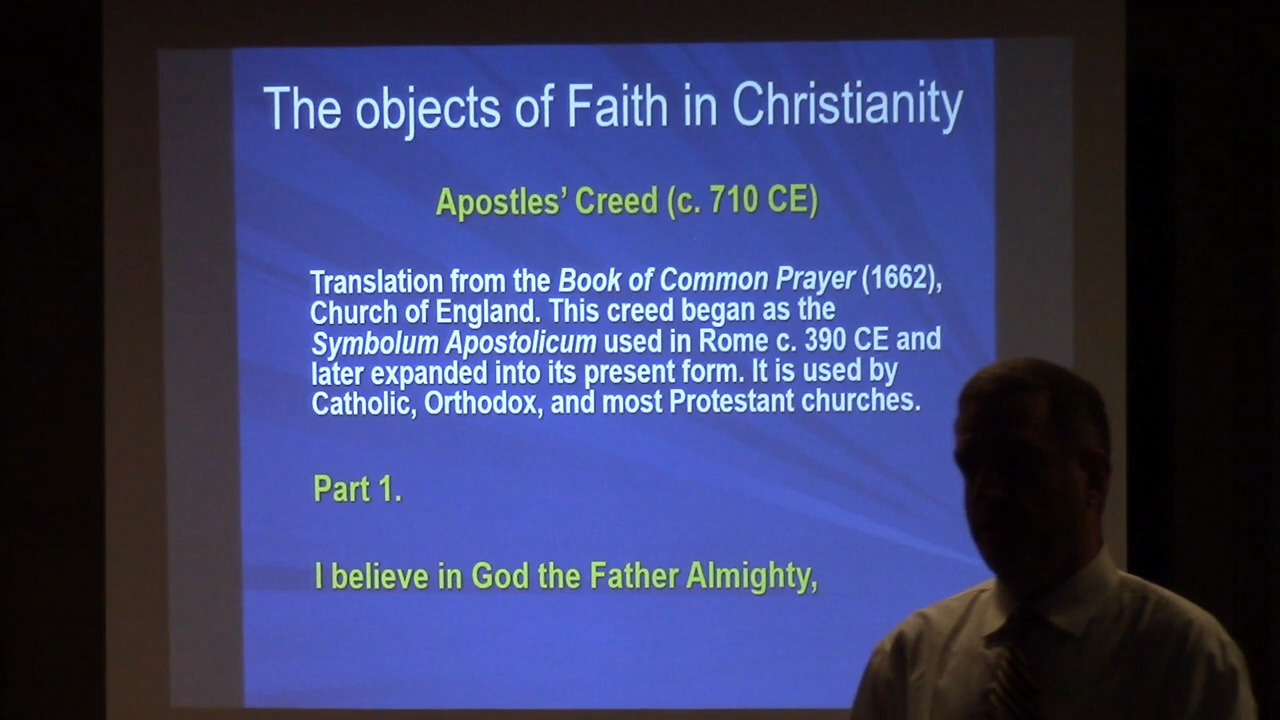 The objects of Faith in Christianity
Apostles’ Creed (c. 710 CE)
Translation from the Book of Common Prayer (1662),
Church of England. This creed began as the
Symbolum Apostolicum used in Rome c. 390 CE and
later expanded into its present form. It is used by
Catholic, Orthodox, and most Protestant churches.
Part 1.
I believe in God the Father Almighty,